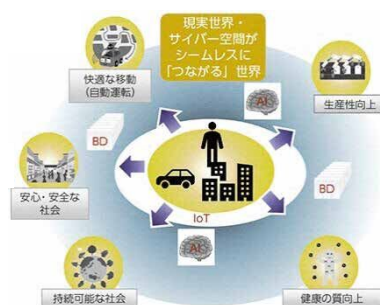 現実世界・
サイバー空間が
シームレスに
「つながる」世界
快適な移動
(自動運転)
AI
生産性向上
BD
安心・安全な
社会
BD
IoT
AI
持続可能な社会
健康の質向上